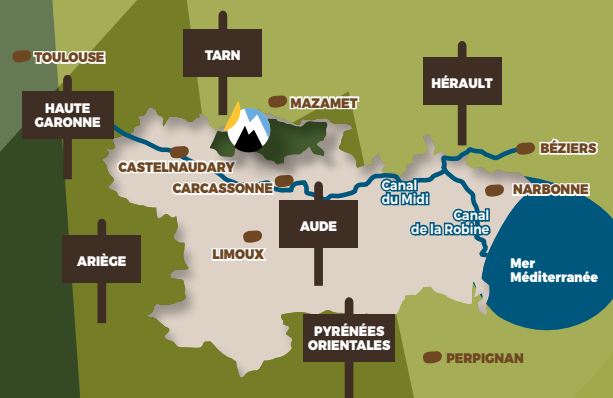 TOULOUSE
TARN
HÉRAULT
HAUTE
GARONNE
MAZAMET
BÉZIERS
CASTELNAUDARY
CARCASSONNE
Canal
du Midi
NARBONNE
Canal
de la Robine
AUDE
LIMOUX
ARIÈGE
Mer
Méditerranée
PYRÉNÉES
ORIENTALES
PERPIGNAN